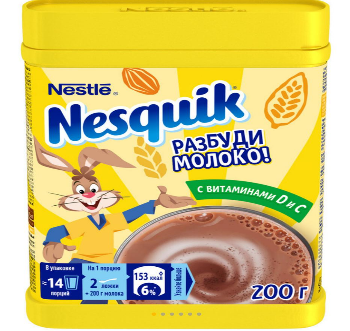 Nestlé
Nesquik
РАЗБУДИ
МОЛОКО!
С ВИТАМИНАМИ D И С
В упаковке
≈14
порций
На 1 порцию
2
ложки
+ 200 г молока
153 ккал
6%
200 г